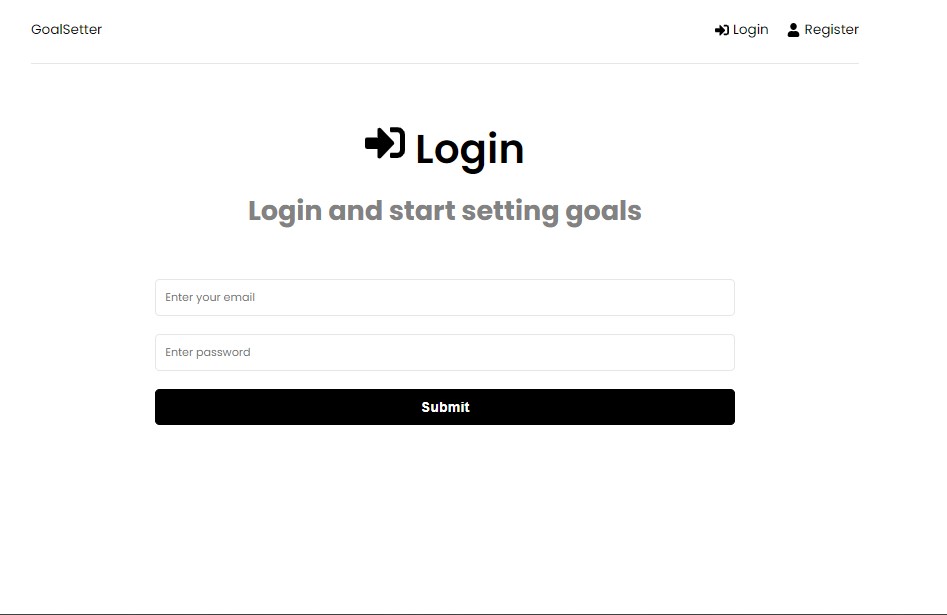 GoalSetter Login Register
Login
Login and start setting goals
Enter your email
Enter password
Submit